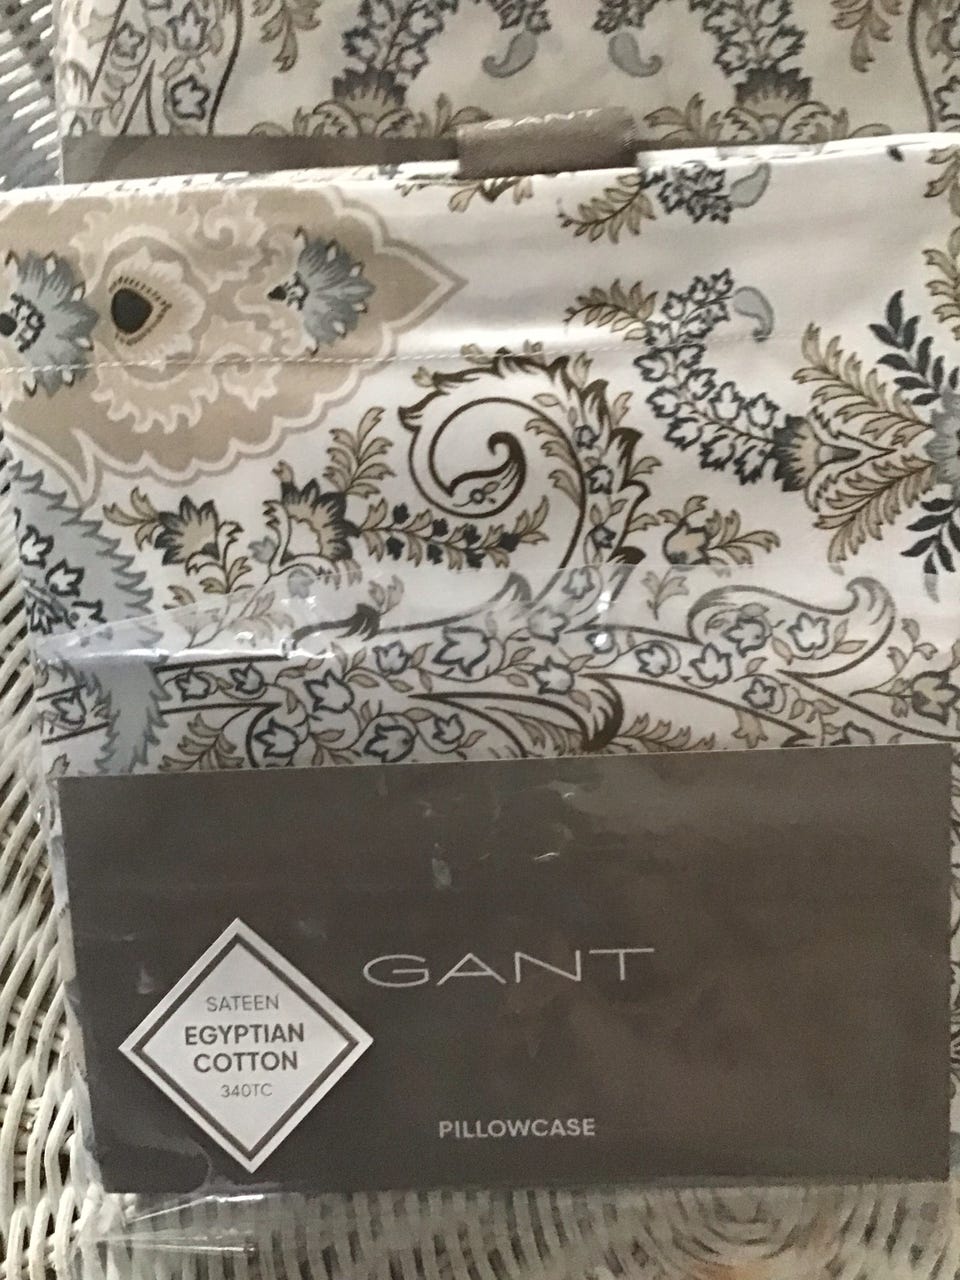 GANT
GANT
SATEEN
EGYPTIAN
COTTON
340TC
PILLOWCASE